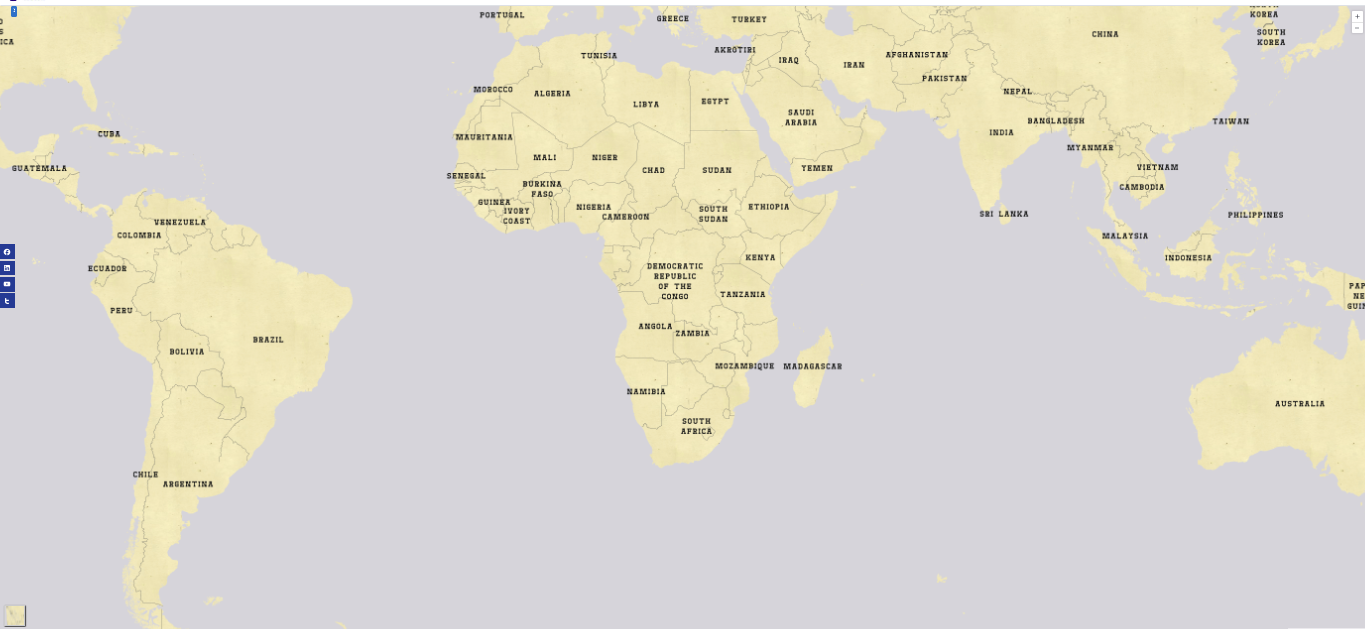 PORTUGAL
GREECE
TURKEY
KOREA
CHINA
SOUTH
KOREA
ICA
TUNISIA
AKROTIRI
IRAQ
IRAN
AFGHANISTAN
PAKISTAN
MOROCCO
ALGERIA
LIBYA
EGYPT
NEPAL
SAUDI
ARABIA
BANGLADESH
TAIWAN
CUBA
MAURITANIA
INDIA
MYANMAR
GUATEMALA
MALI
NIGER
CHAD
SUDAN
YEMEN
VIETNAM
SENEGAL
BURKINA
FASO
CAMBODIA
GUINEA
IVORY
COAST
NIGERIA
CAMEROON
SOUTH
SUDAN
ETHIOPIA
SRI LANKA
PHILIPPINES
VENEZUELA
COLOMBIA
MALAYSIA
KENYA
INDONESIA
ECUADOR
DEMOCRATIC
REPUBLIC
OF THE
CONGO
TANZANIA
PAP
NE
GUIN
PERU
ANGOLA
ZAMBIA
BRAZIL
BOLIVIA
MOZAMBIQUE
MADAGASCAR
NAMIBIA
AUSTRALIA
SOUTH
AFRICA
CHILE
ARGENTINA